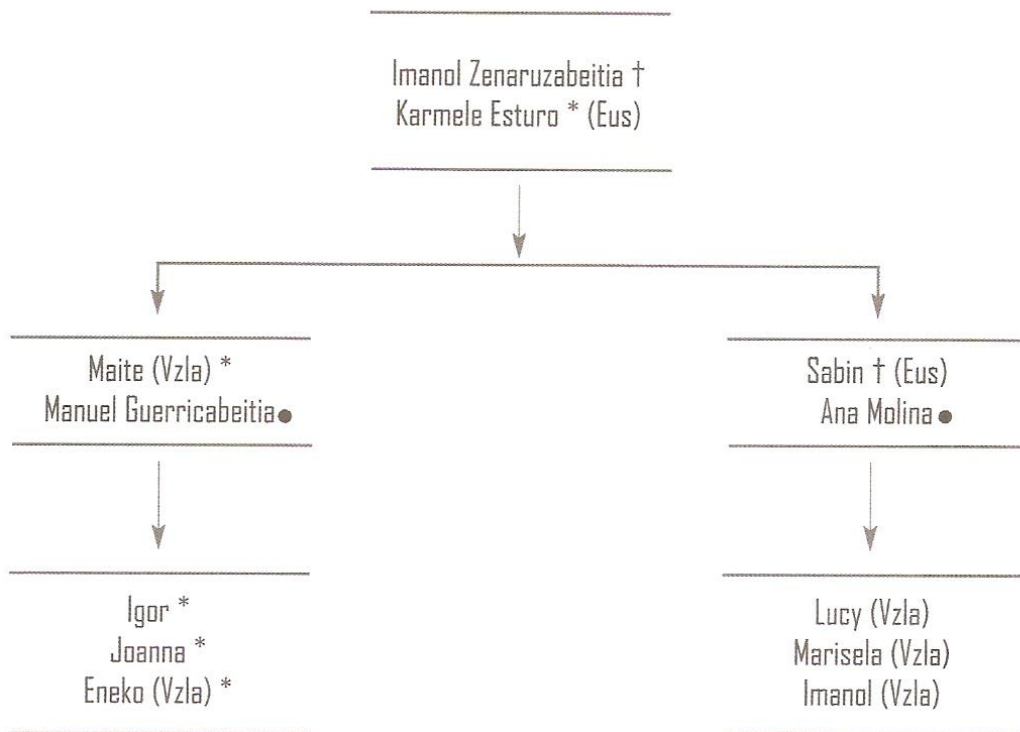 Imanol Zenaruzabeitia †
Karmele Esturo * (Eus)
Maite (Vzla) *
Manuel Guerricabeitia ●
Sabin † (Eus)
Ana Molina ●
Igor *
Joanna *
Eneko (Vzla) *
Lucy (Vzla)
Marisela (Vzla)
Imanol (Vzla)